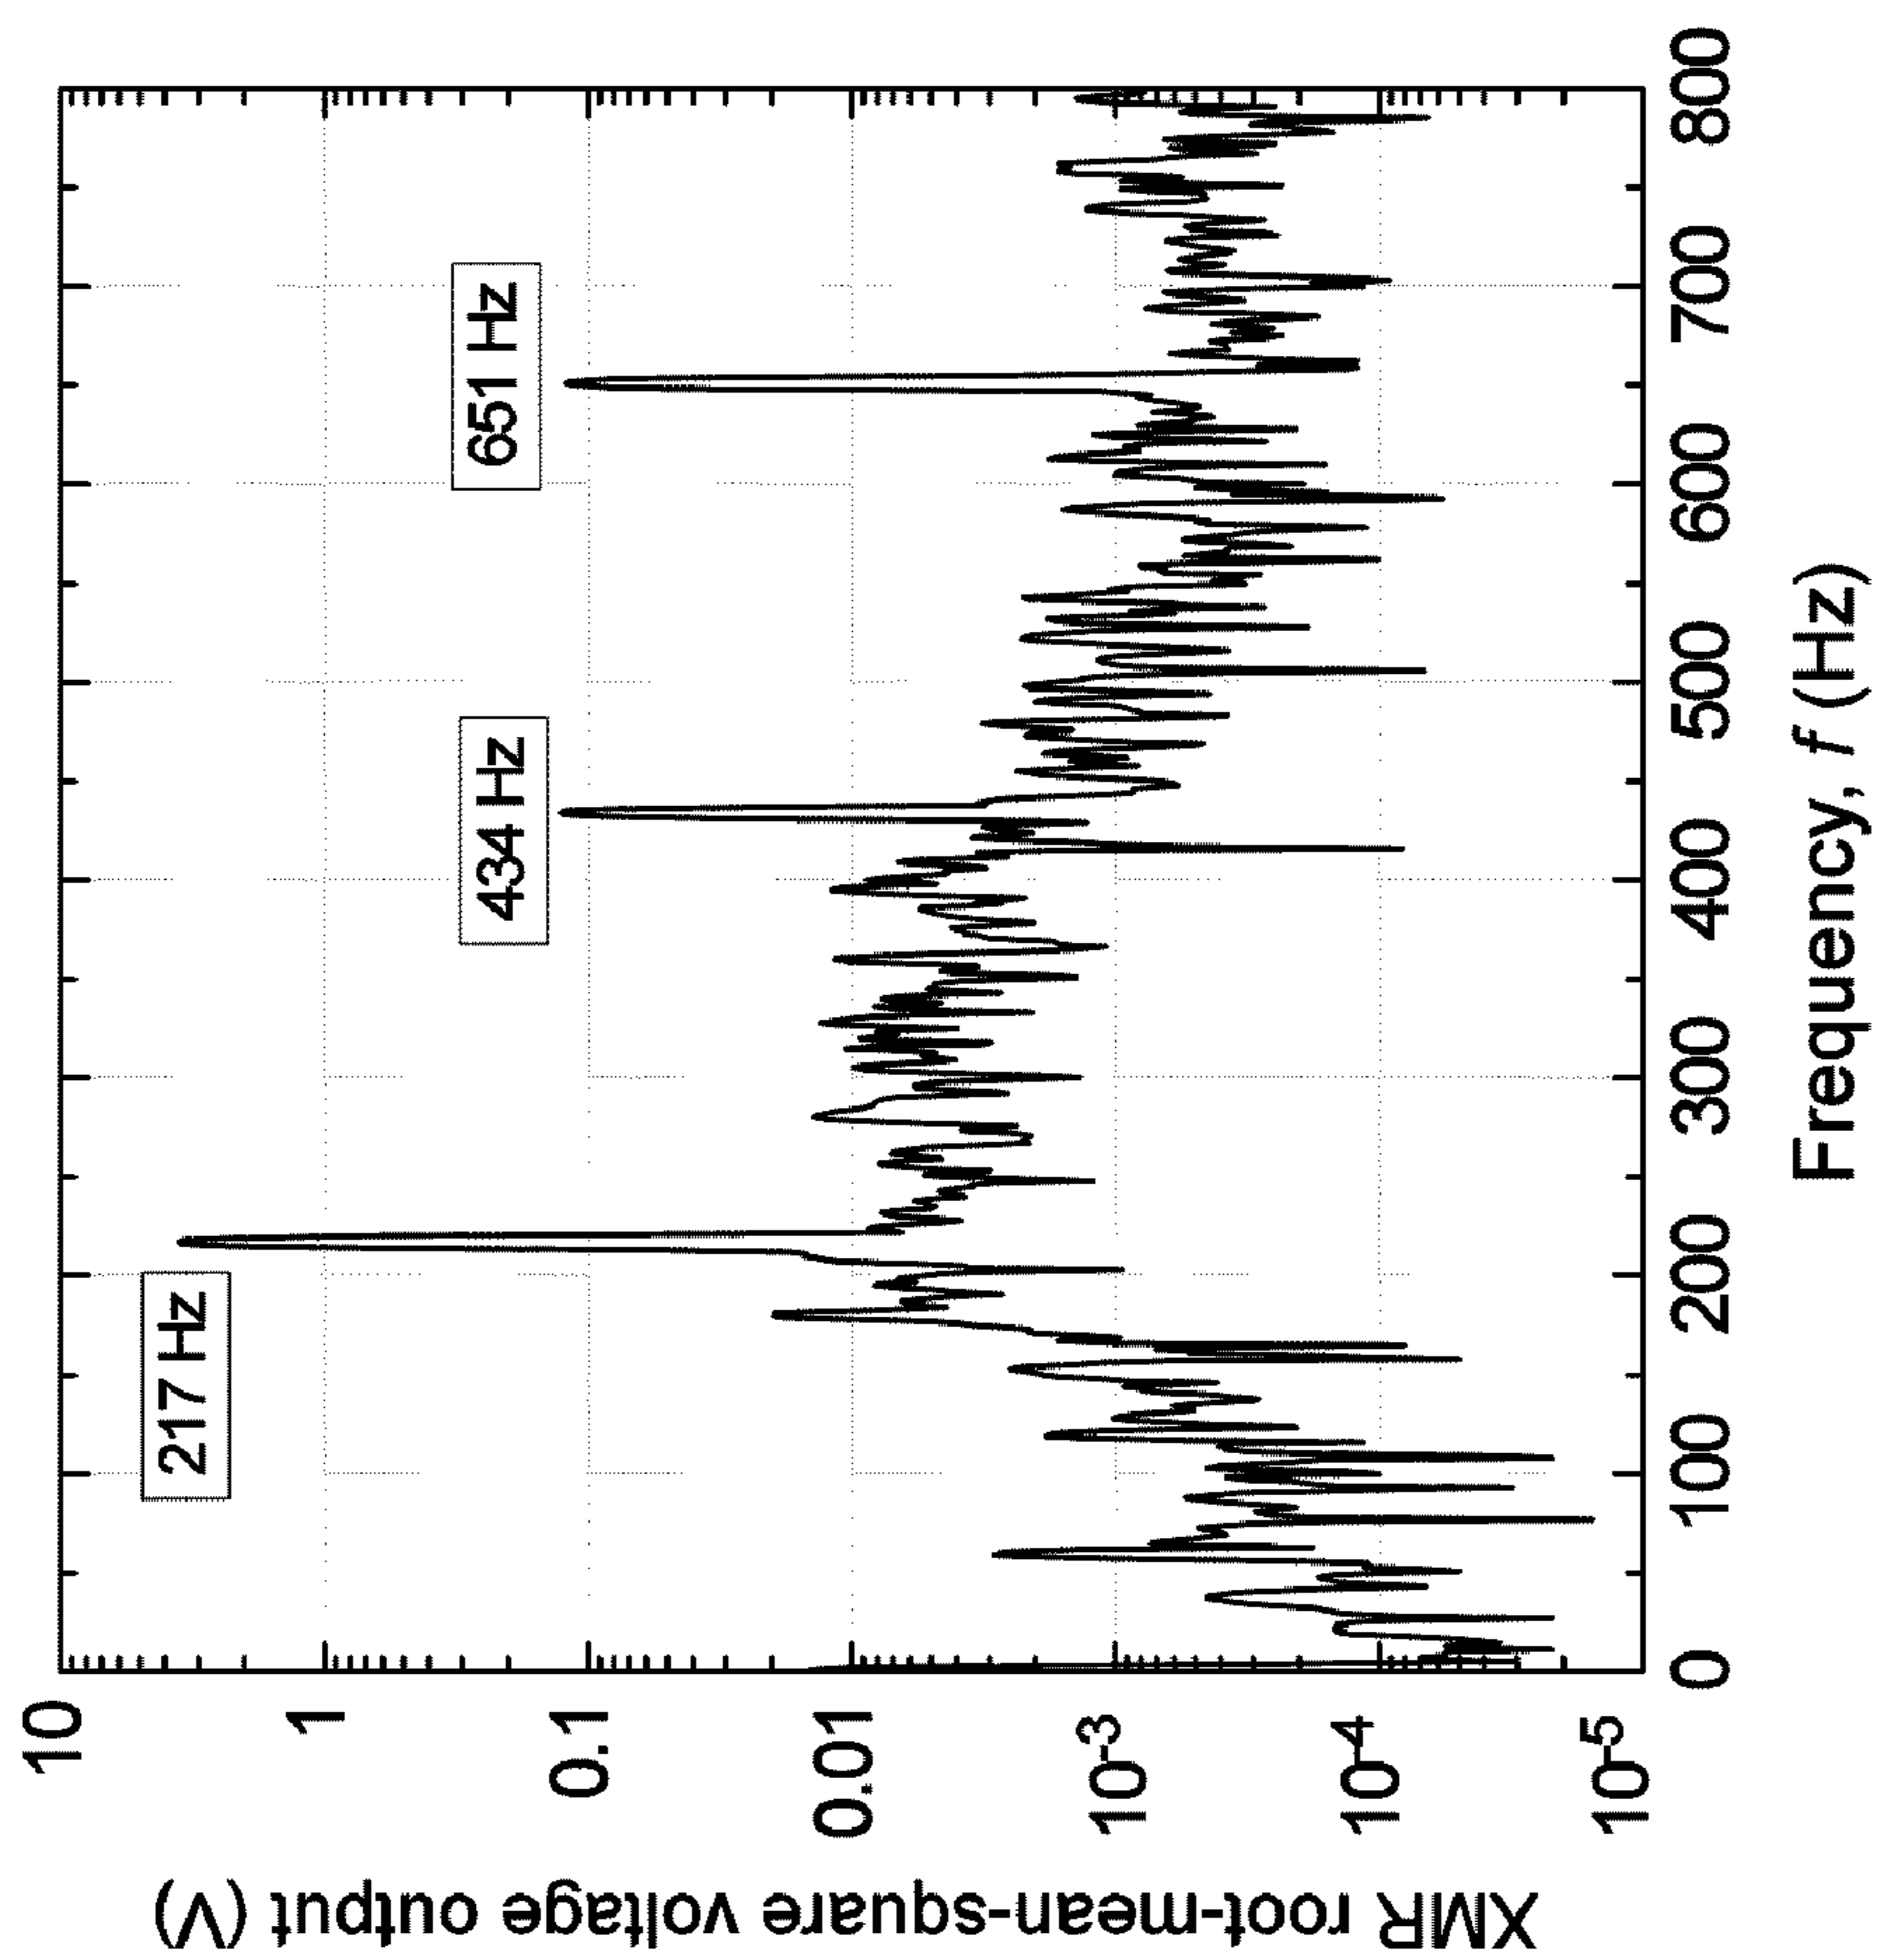 XMR root-mean-square voltage output (V)
10
1
0.1
0.01
10-3
10-4
10-5
217 Hz
434 Hz
651 Hz
0 100 200 300 400 500 600 700 800
Frequency, f (Hz)